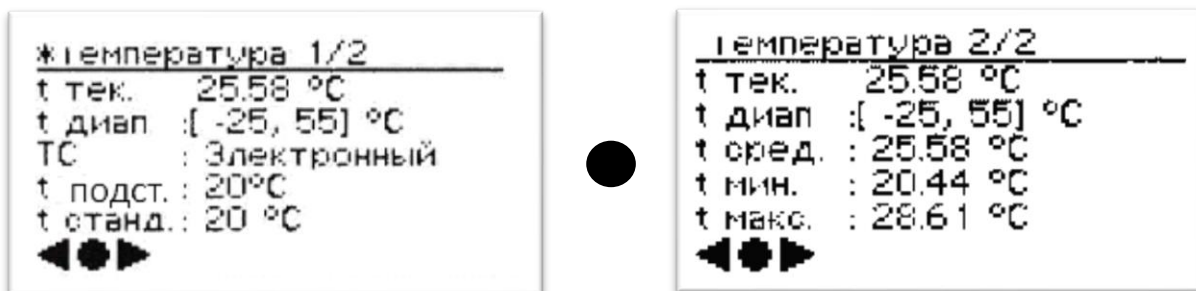 *Температура 1/2
t тек. 25.58 °C
t диап :[ -25, 55] °C
ТС : Электронный
t подст. : 20°C
t станд. : 20 °C
Температура 2/2
t тек. 25.58 °C
t диап :[ -25, 55] °C
t сред. : 25.58 °C
t мин. : 20.44 °C
t макс. : 28.61 °C